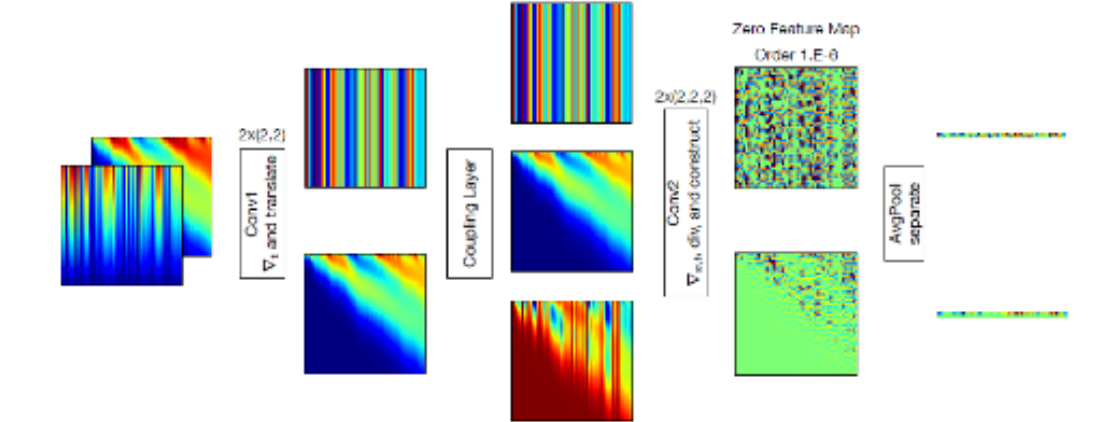 2x(2,2)
Conv1
∇t and translate
Coupling Layer
2x(2,2,2)
Conv2
∇x,t, div, and construct
Zero Feature Map
Order 1.E-6
AvgPool
separate